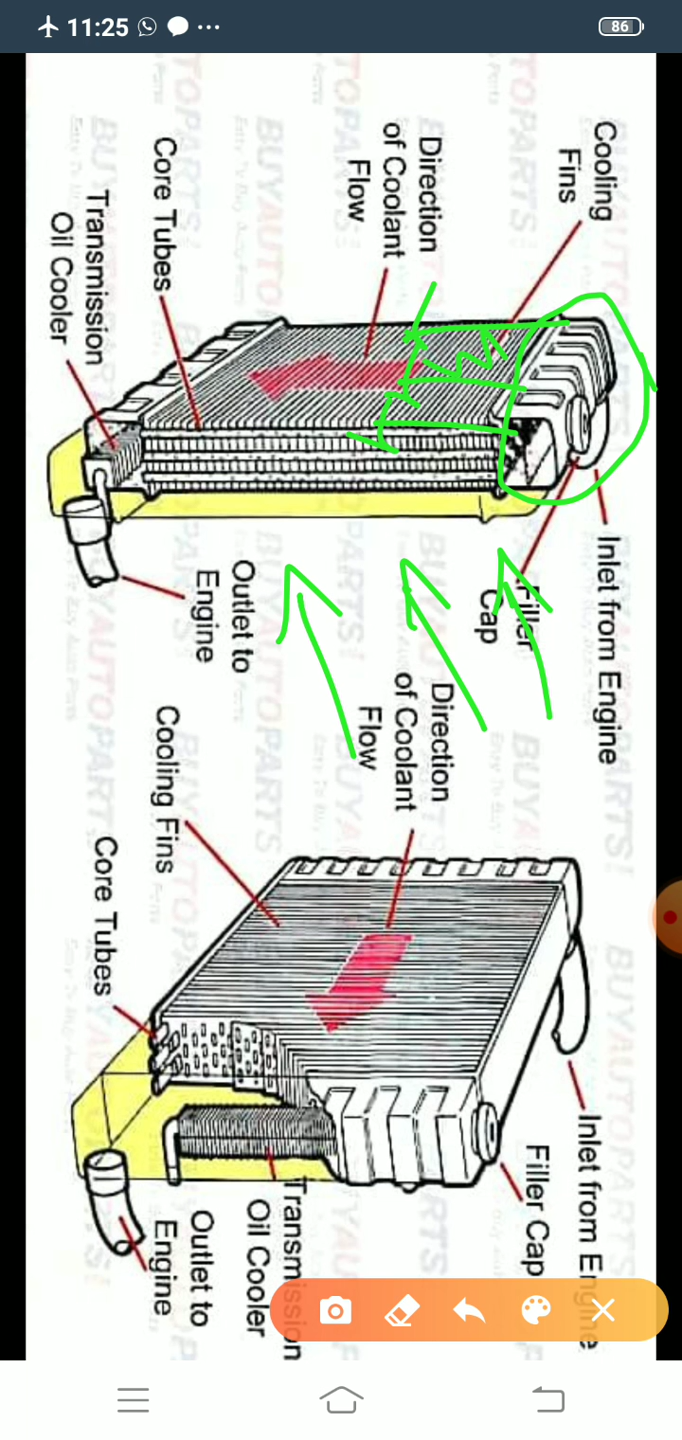 11:25
86
Cooling
Fins
Direction
of Coolant
Flow
Core Tubes
Transmission
Oil Cooler
Inlet from Engine
Filler
Cap
Outlet to
Engine
Direction
of Coolant
Flow
Cooling Fins
Core Tubes
Inlet from Engine
Filler Cap
Transmission
Oil Cooler
Outlet to
Engine
BUYAUTOPARTS!